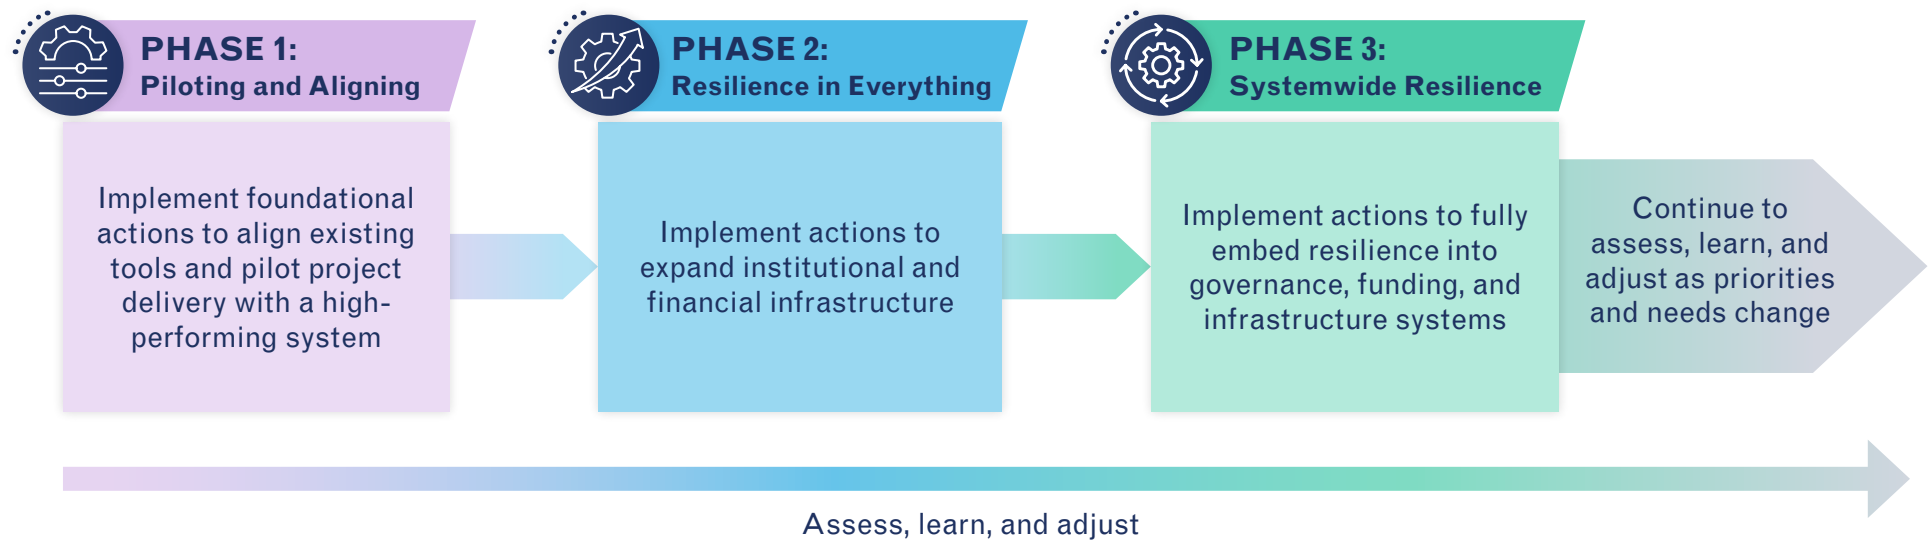 PHASE 1:
Piloting and Aligning
Implement foundational
actions to align existing
tools and pilot project
delivery with a high-
performing system
PHASE 2:
Resilience in Everything
Implement actions to
expand institutional and
financial infrastructure
PHASE 3:
Systemwide Resilience
Implement actions to fully
embed resilience into
governance, funding, and
infrastructure systems
Continue to
assess, learn, and
adjust as priorities
and needs change
Assess, learn, and adjust